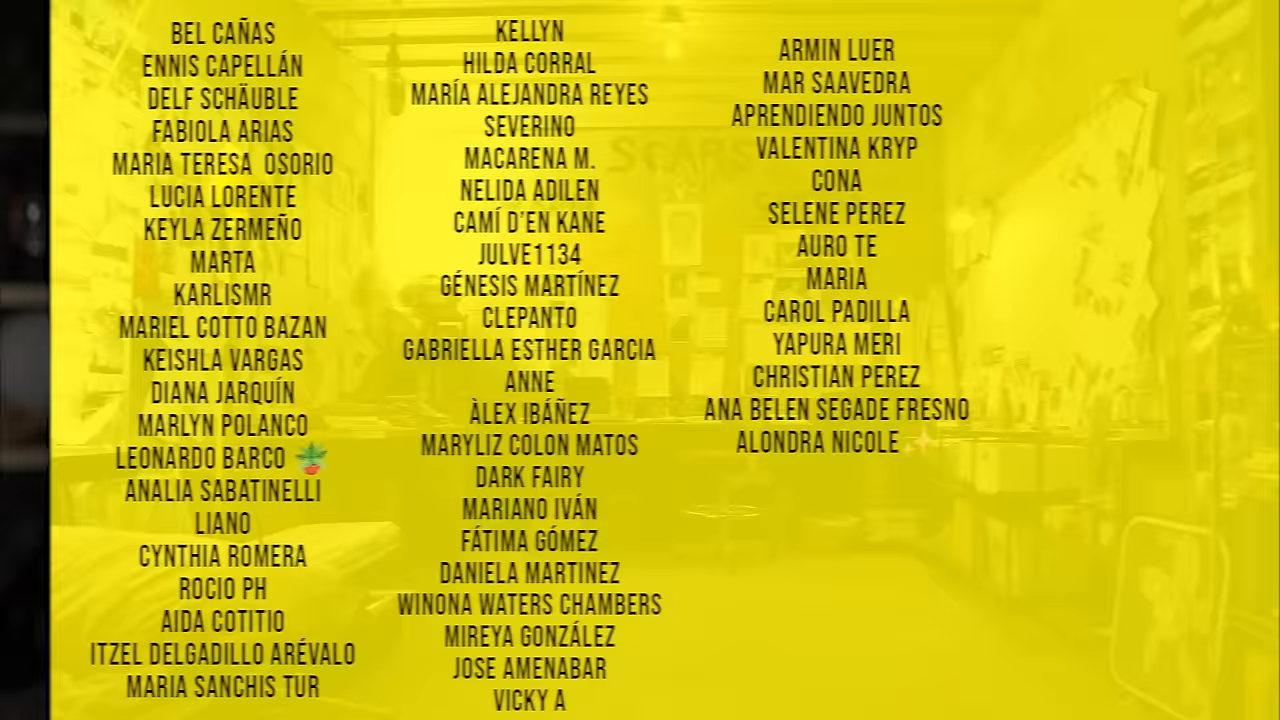 BEL CAÑAS
ENNIS CAPELLÁN
DELF SCHÄUBLE
FABIOLA ARIAS
MARIA TERESA OSORIO
LUCIA LORENTE
KEYLA ZERMEÑO
MARTA
KARLISMR
MARIEL COTTO BAZAN
KEISHLA VARGAS
DIANA JARQUÍN
MARLYN POLANCO
LEONARDO BARCO 🪴
ANALIA SABATINELLI
LIANO
CYNTHIA ROMERA
ROCIO PH
AIDA COTITIO
ITZEL DELGADILLO ARÉVALO
MARIA SANCHIS TUR
KELLYN
HILDA CORRAL
MARÍA ALEJANDRA REYES
SEVERINO
MACARENA M.
NELIDA ADILEN
CAMÍ D'EN KANE
JULVE1134
GÉNESIS MARTÍNEZ
CLEPANTO
GABRIELLA ESTHER GARCIA
ANNE
ÀLEX IBÁÑEZ
MARYLIZ COLON MATOS
DARK FAIRY
MARIANO IVÁN
FÁTIMA GÓMEZ
DANIELA MARTINEZ
WINONA WATERS CHAMBERS
MIREYA GONZÁLEZ
JOSE AMENABAR
VICKY A
ARMIN LUER
MAR SAAVEDRA
APRENDIENDO JUNTOS
VALENTINA KRYP
CONA
SELENE PEREZ
AURO TE
MARIA
CAROL PADILLA
YAPURA MERI
CHRISTIAN PEREZ
ANA BELEN SEGADE FRESNO
ALONDRA NICOLE ✨